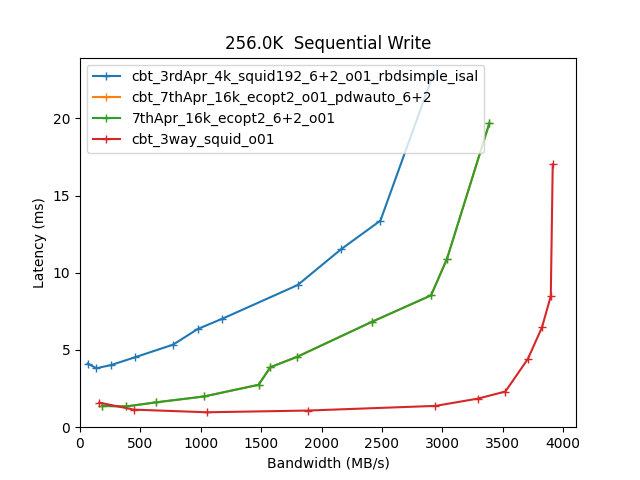 256.0K  Sequential Write
cbt_3rdApr_4k_squid192_6+2_o01_rbdsimple_isal
cbt_7thApr_16k_ecopt2_o01_pdwauto_6+2
7thApr_16k_ecopt2_6+2_o01
cbt_3way_squid_o01
Latency (ms)
20
15
10
5
0
0 500 1000 1500 2000 2500 3000 3500 4000
Bandwidth (MB/s)